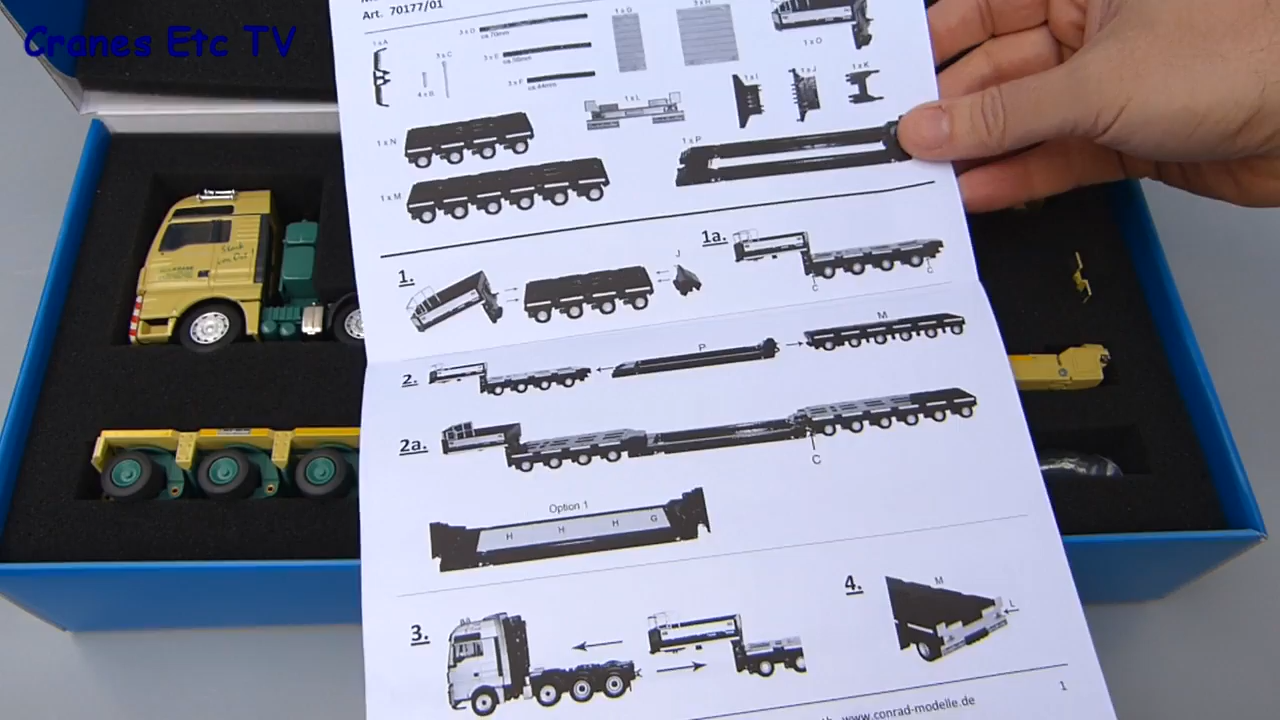 Cranes Etc TV
Art. 70177/01
1 x A
3 x D
ca.70mm
1 x G
3 x H
3 x C
4 x B
3 x E
ca.56mm
3 x F
ca.44mm
1 x O
1 x L
1 x I
1 x J
1 x K
1 x N
1 x P
1 x M
1.
J
1a.
C
C
2.
P
M
2a.
C
Option 1
H H H G
3.
4.
M
L
www.conrad-modelle.de
1